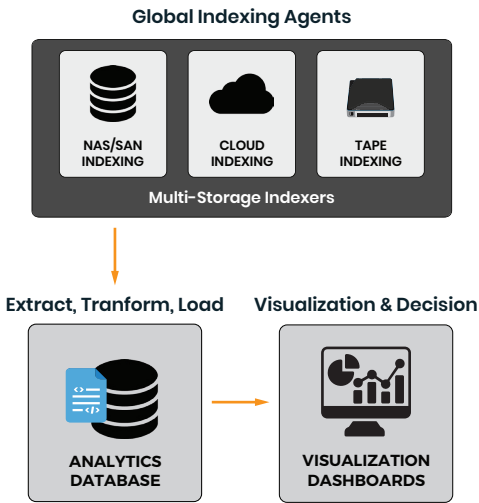 Global Indexing Agents
NAS/SAN
INDEXING
CLOUD
INDEXING
TAPE
INDEXING
Multi-Storage Indexers
Extract, Tranform, Load
Visualization & Decision
ANALYTICS
DATABASE
VISUALIZATION
DASHBOARDS